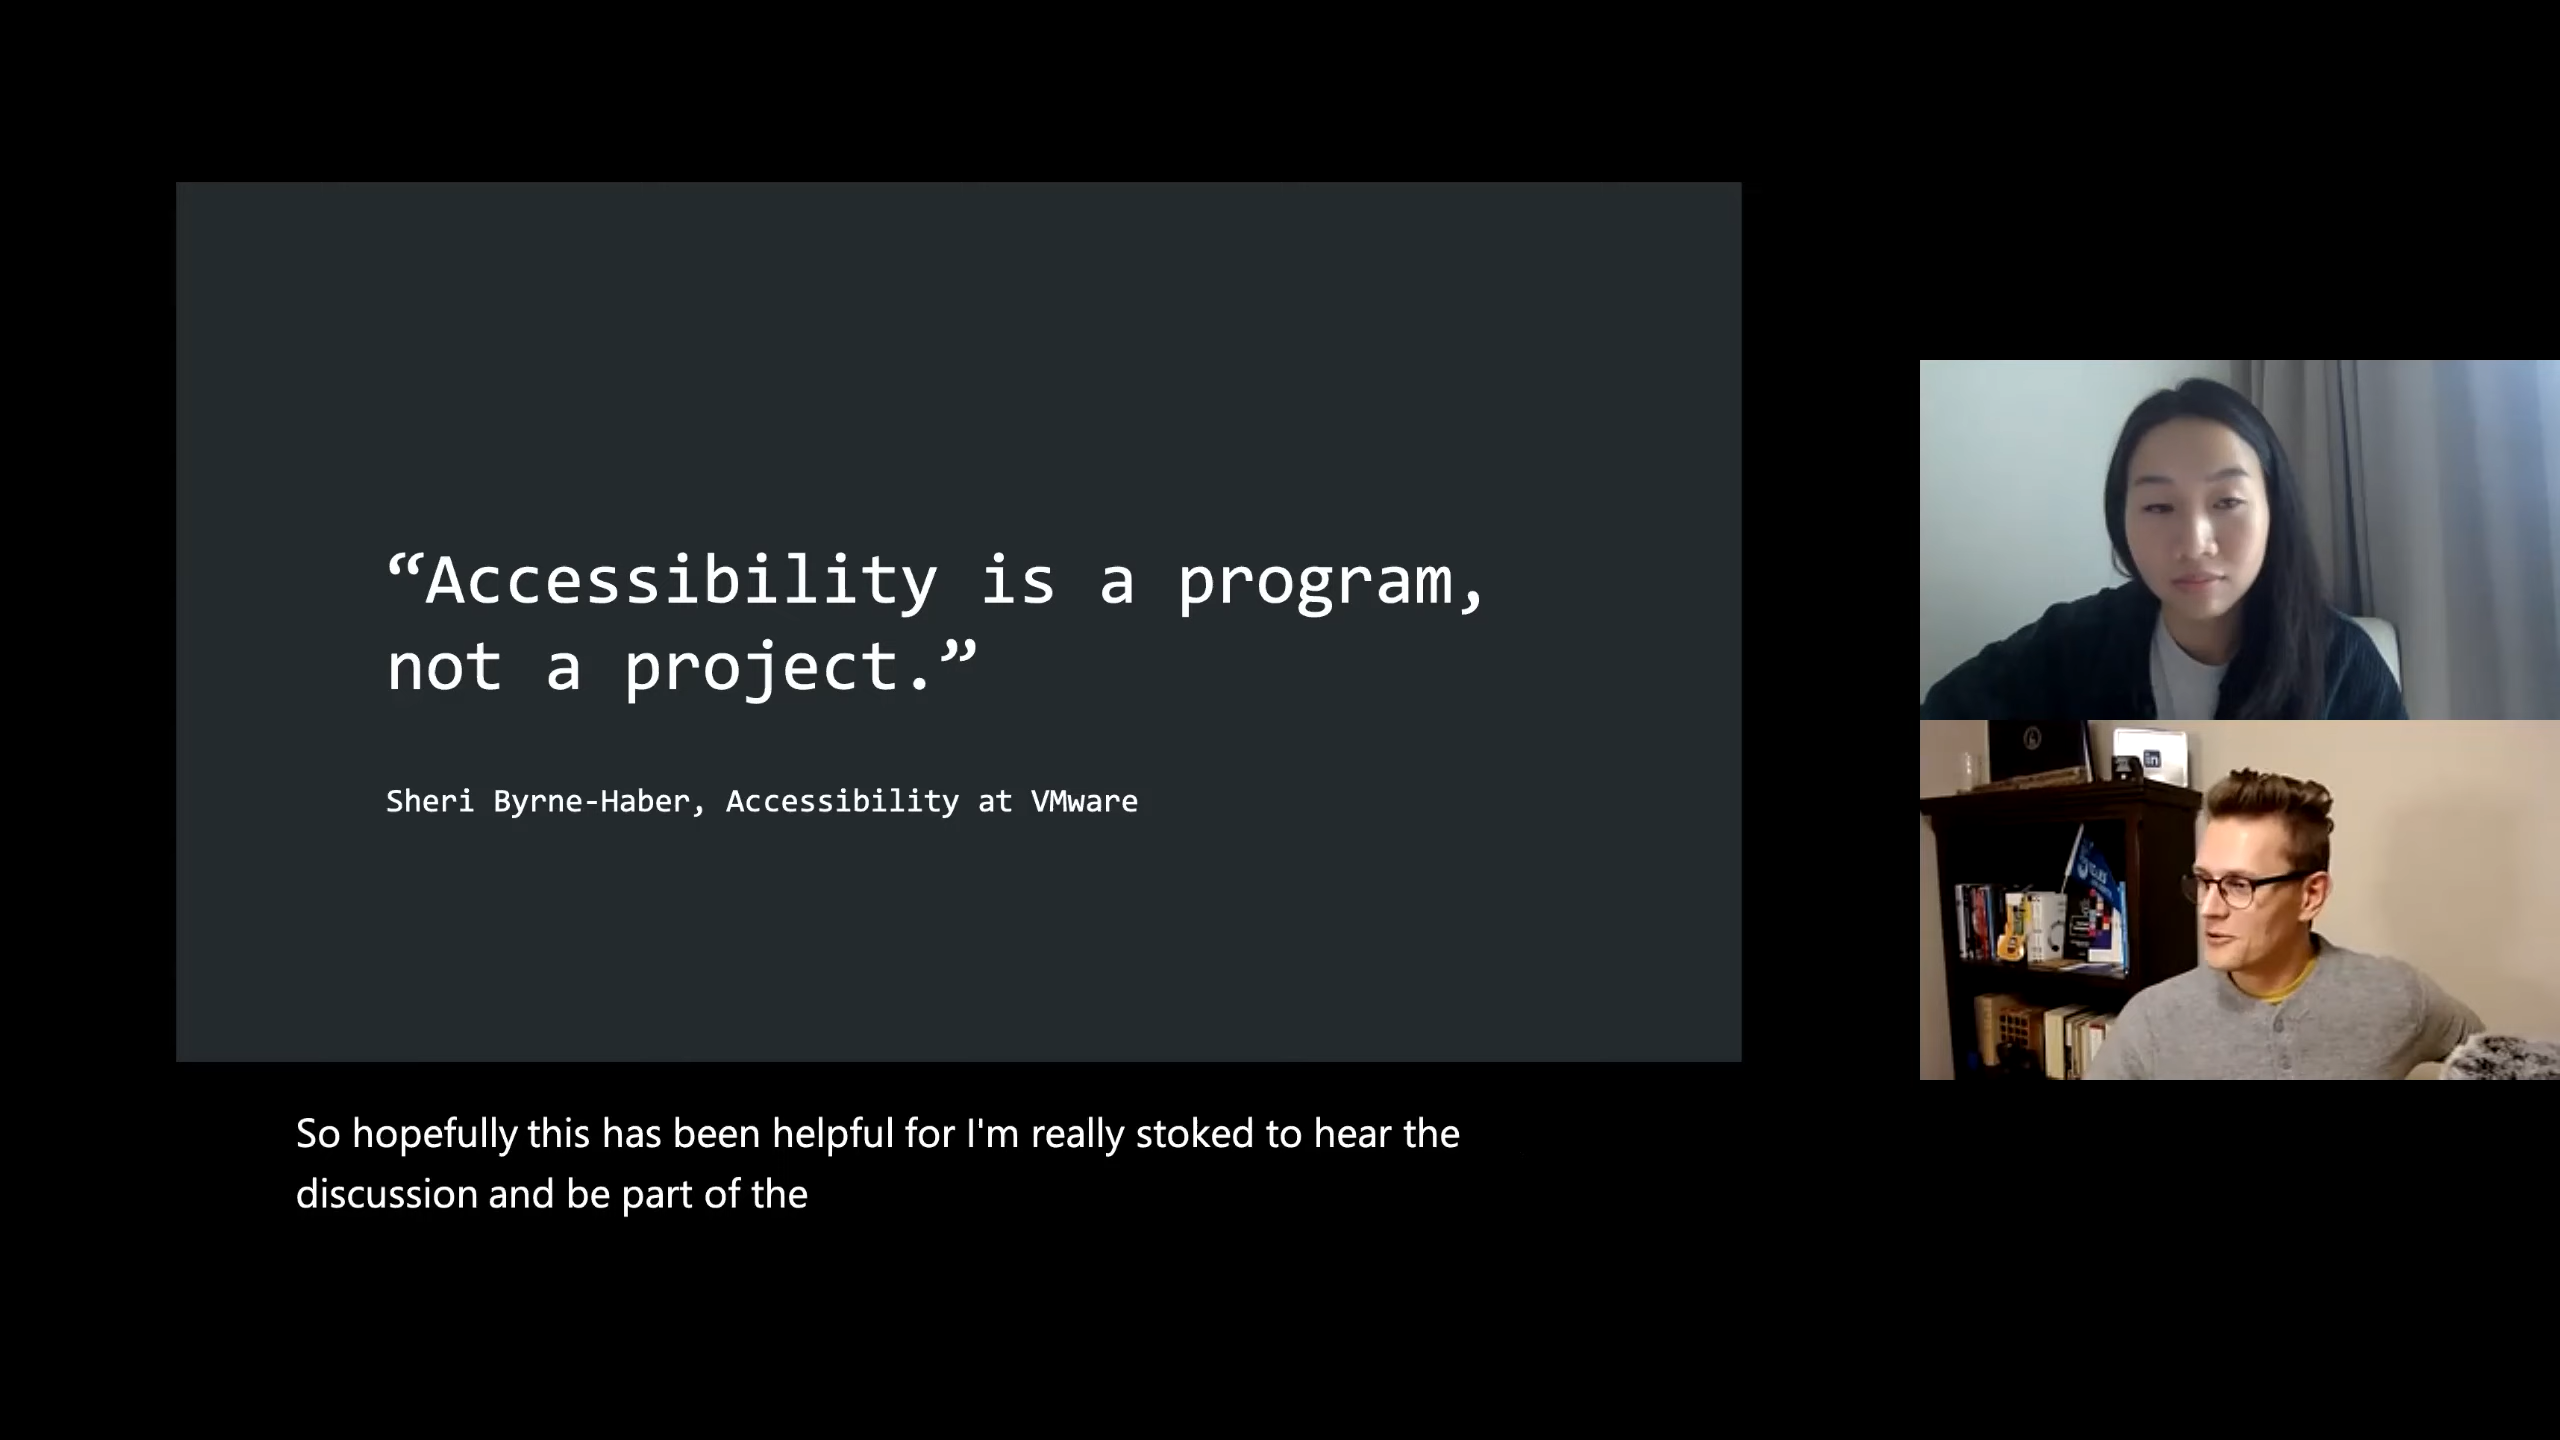 “Accessibility is a program,
not a project.”
Sheri Byrne-Haber, Accessibility at VMware
in
So hopefully this has been helpful for I'm really stoked to hear the
discussion and be part of the